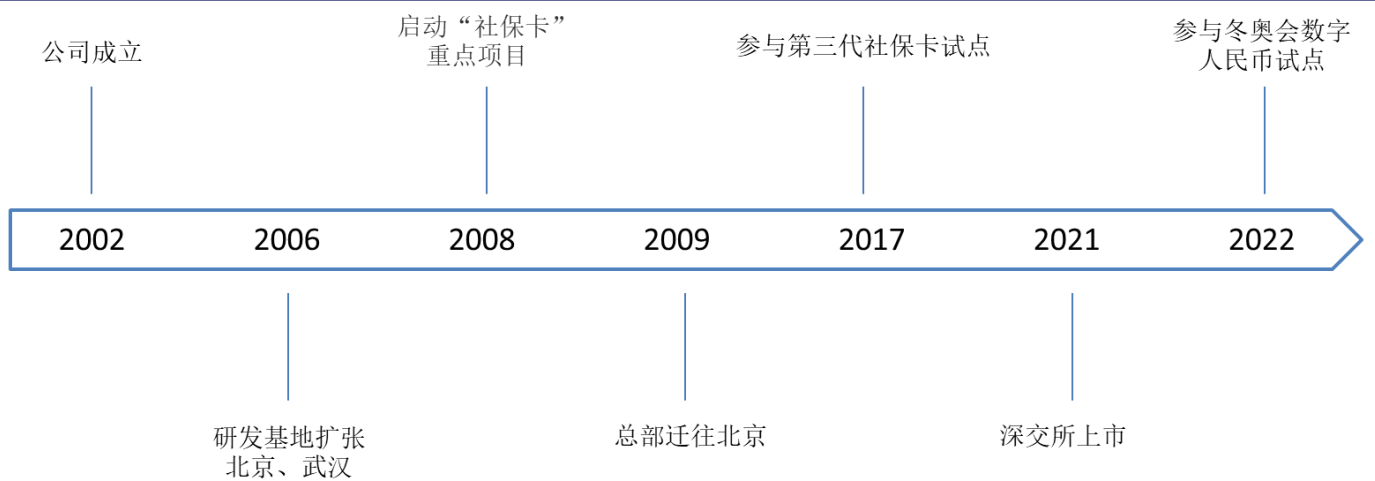 公司成立
启动“社保卡”
重点项目
参与第三代社保卡试点
参与冬奥会数字
人民币试点
2002
2006
2008
2009
2017
2021
2022
研发基地扩张
北京、武汉
总部迁往北京
深交所上市